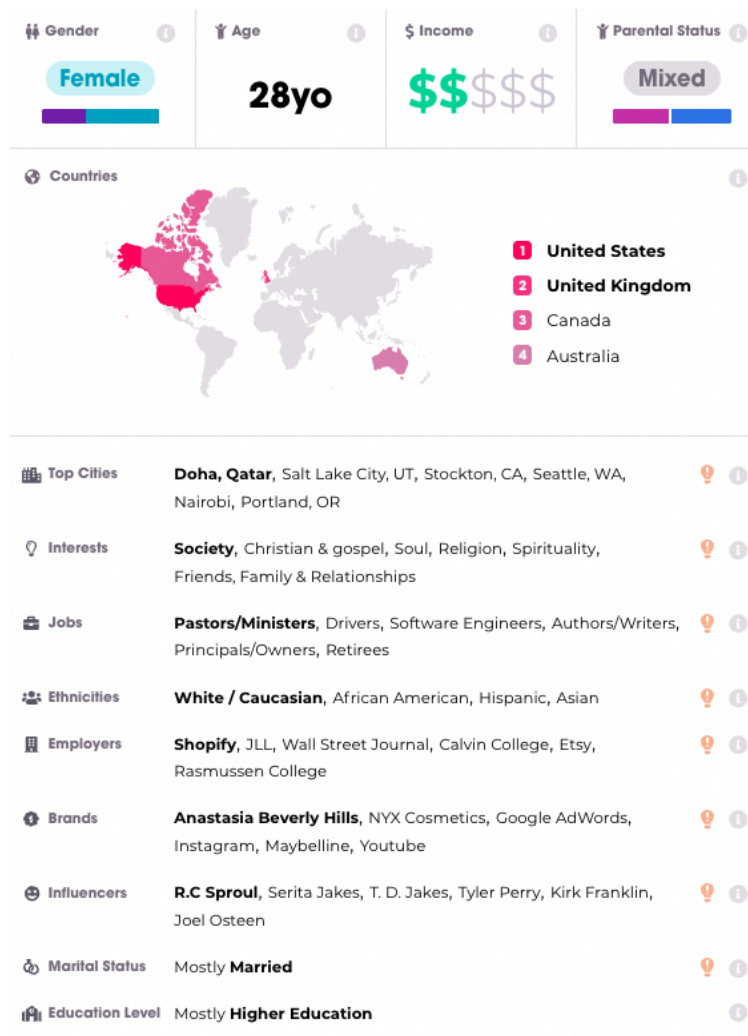 Gender
Age
$ Income
Parental Status
Female
28yo
$$$$$
Mixed
Countries
1 United States
2 United Kingdom
3 Canada
4 Australia
Top Cities
Doha, Qatar, Salt Lake City, UT, Stockton, CA, Seattle, WA,
Nairobi, Portland, OR
Interests
Society, Christian & gospel, Soul, Religion, Spirituality,
Friends, Family & Relationships
Jobs
Pastors/Ministers, Drivers, Software Engineers, Authors/Writers,
Principals/Owners, Retirees
Ethnicities
White / Caucasian, African American, Hispanic, Asian
Employers
Shopify, JLL, Wall Street Journal, Calvin College, Etsy,
Rasmussen College
Brands
Anastasia Beverly Hills, NYX Cosmetics, Google AdWords,
Instagram, Maybelline, Youtube
Influencers
R.C Sproul, Serita Jakes, T. D. Jakes, Tyler Perry, Kirk Franklin,
Joel Osteen
Marital Status
Mostly Married
Education Level
Mostly Higher Education